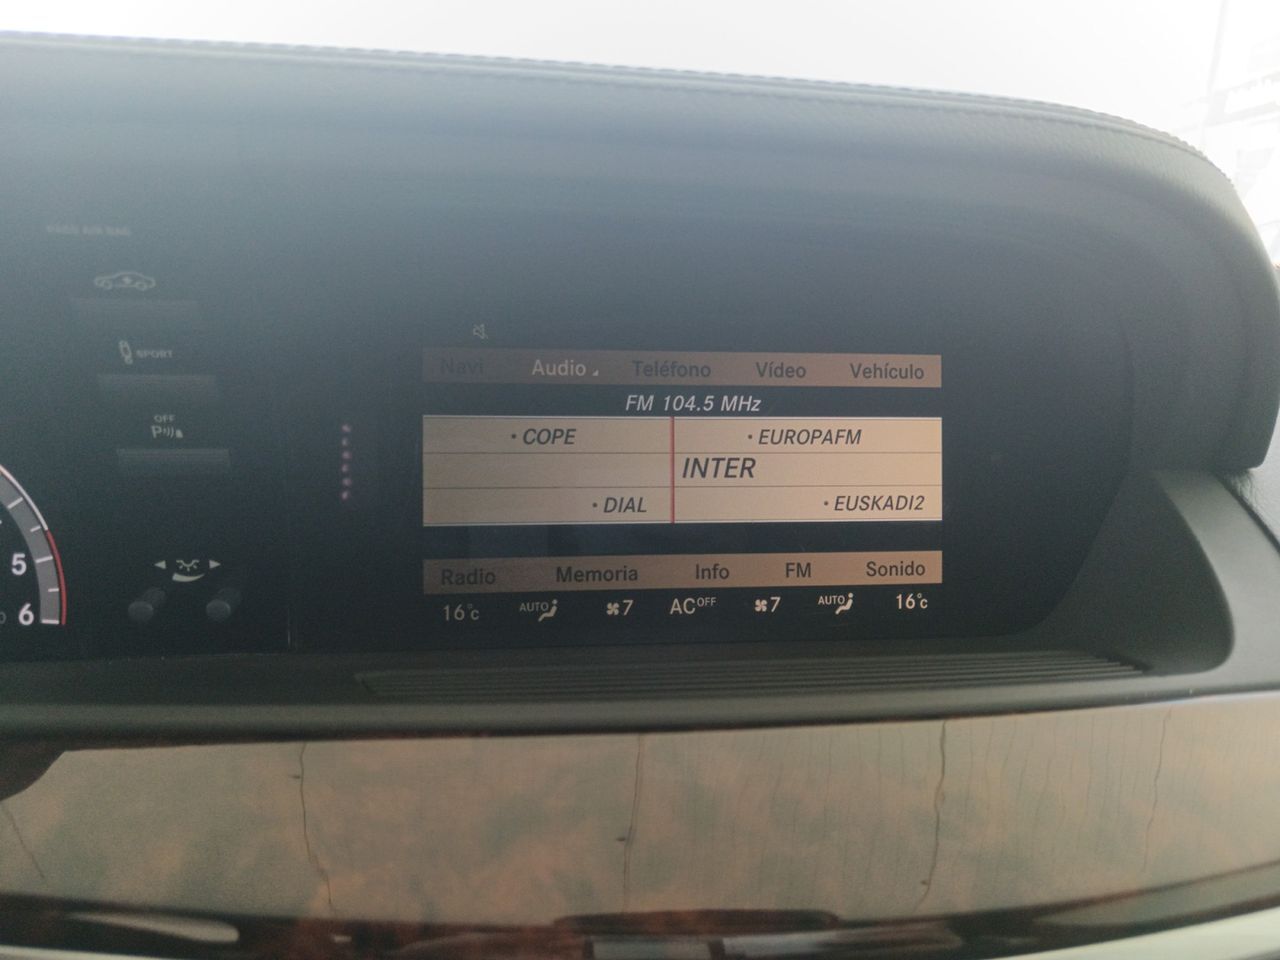 SPORT
OFF
P
5
6
Navi Audio Teléfono Vídeo Vehículo
FM 104.5 MHz
• COPE • EUROPAFM
INTER
• DIAL • EUSKADI2
Radio Memoria Info FM Sonido
16°C AUTO 7 AC OFF 7 AUTO 16°C